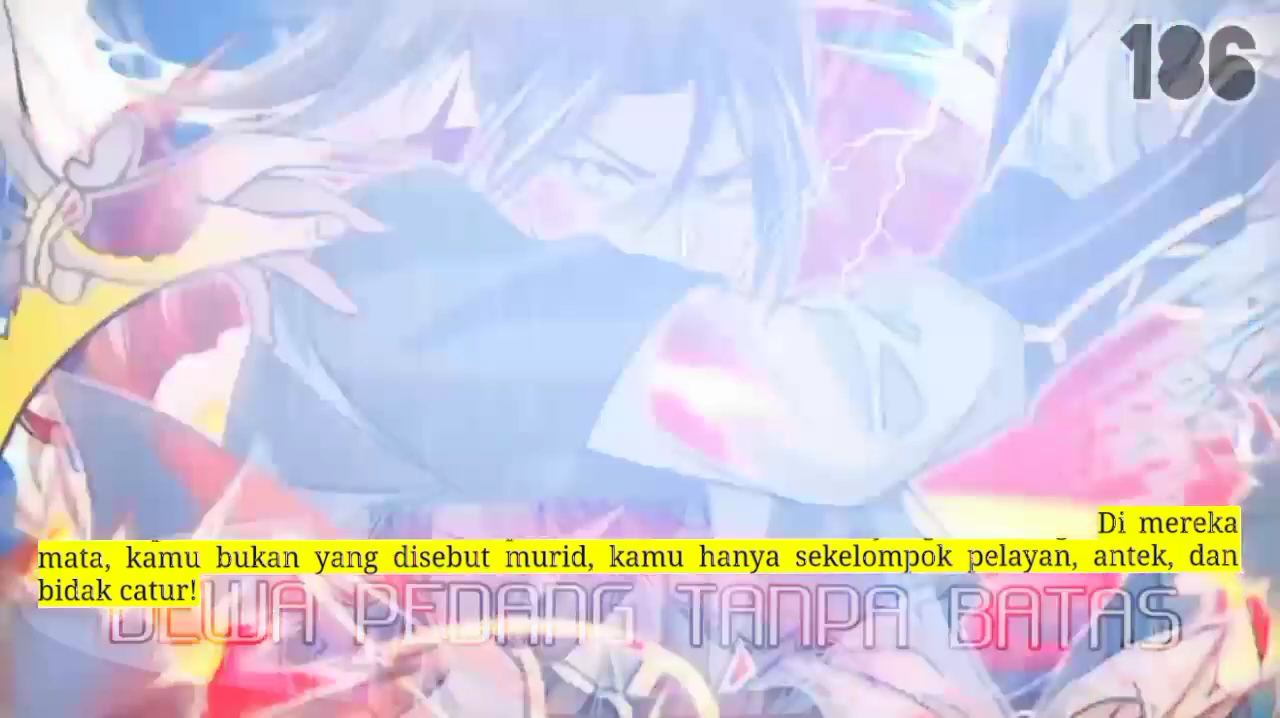 186
Di mereka
mata, kamu bukan yang disebut murid, kamu hanya sekelompok pelayan, antek, dan
bidak catur!
DEWA PEDANG TANPA BATAS